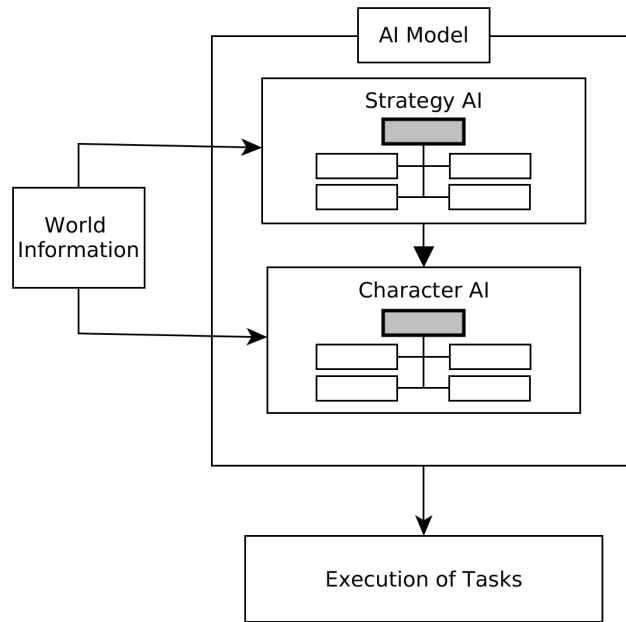 AI Model
Strategy AI
World
Information
Character AI
Execution of Tasks